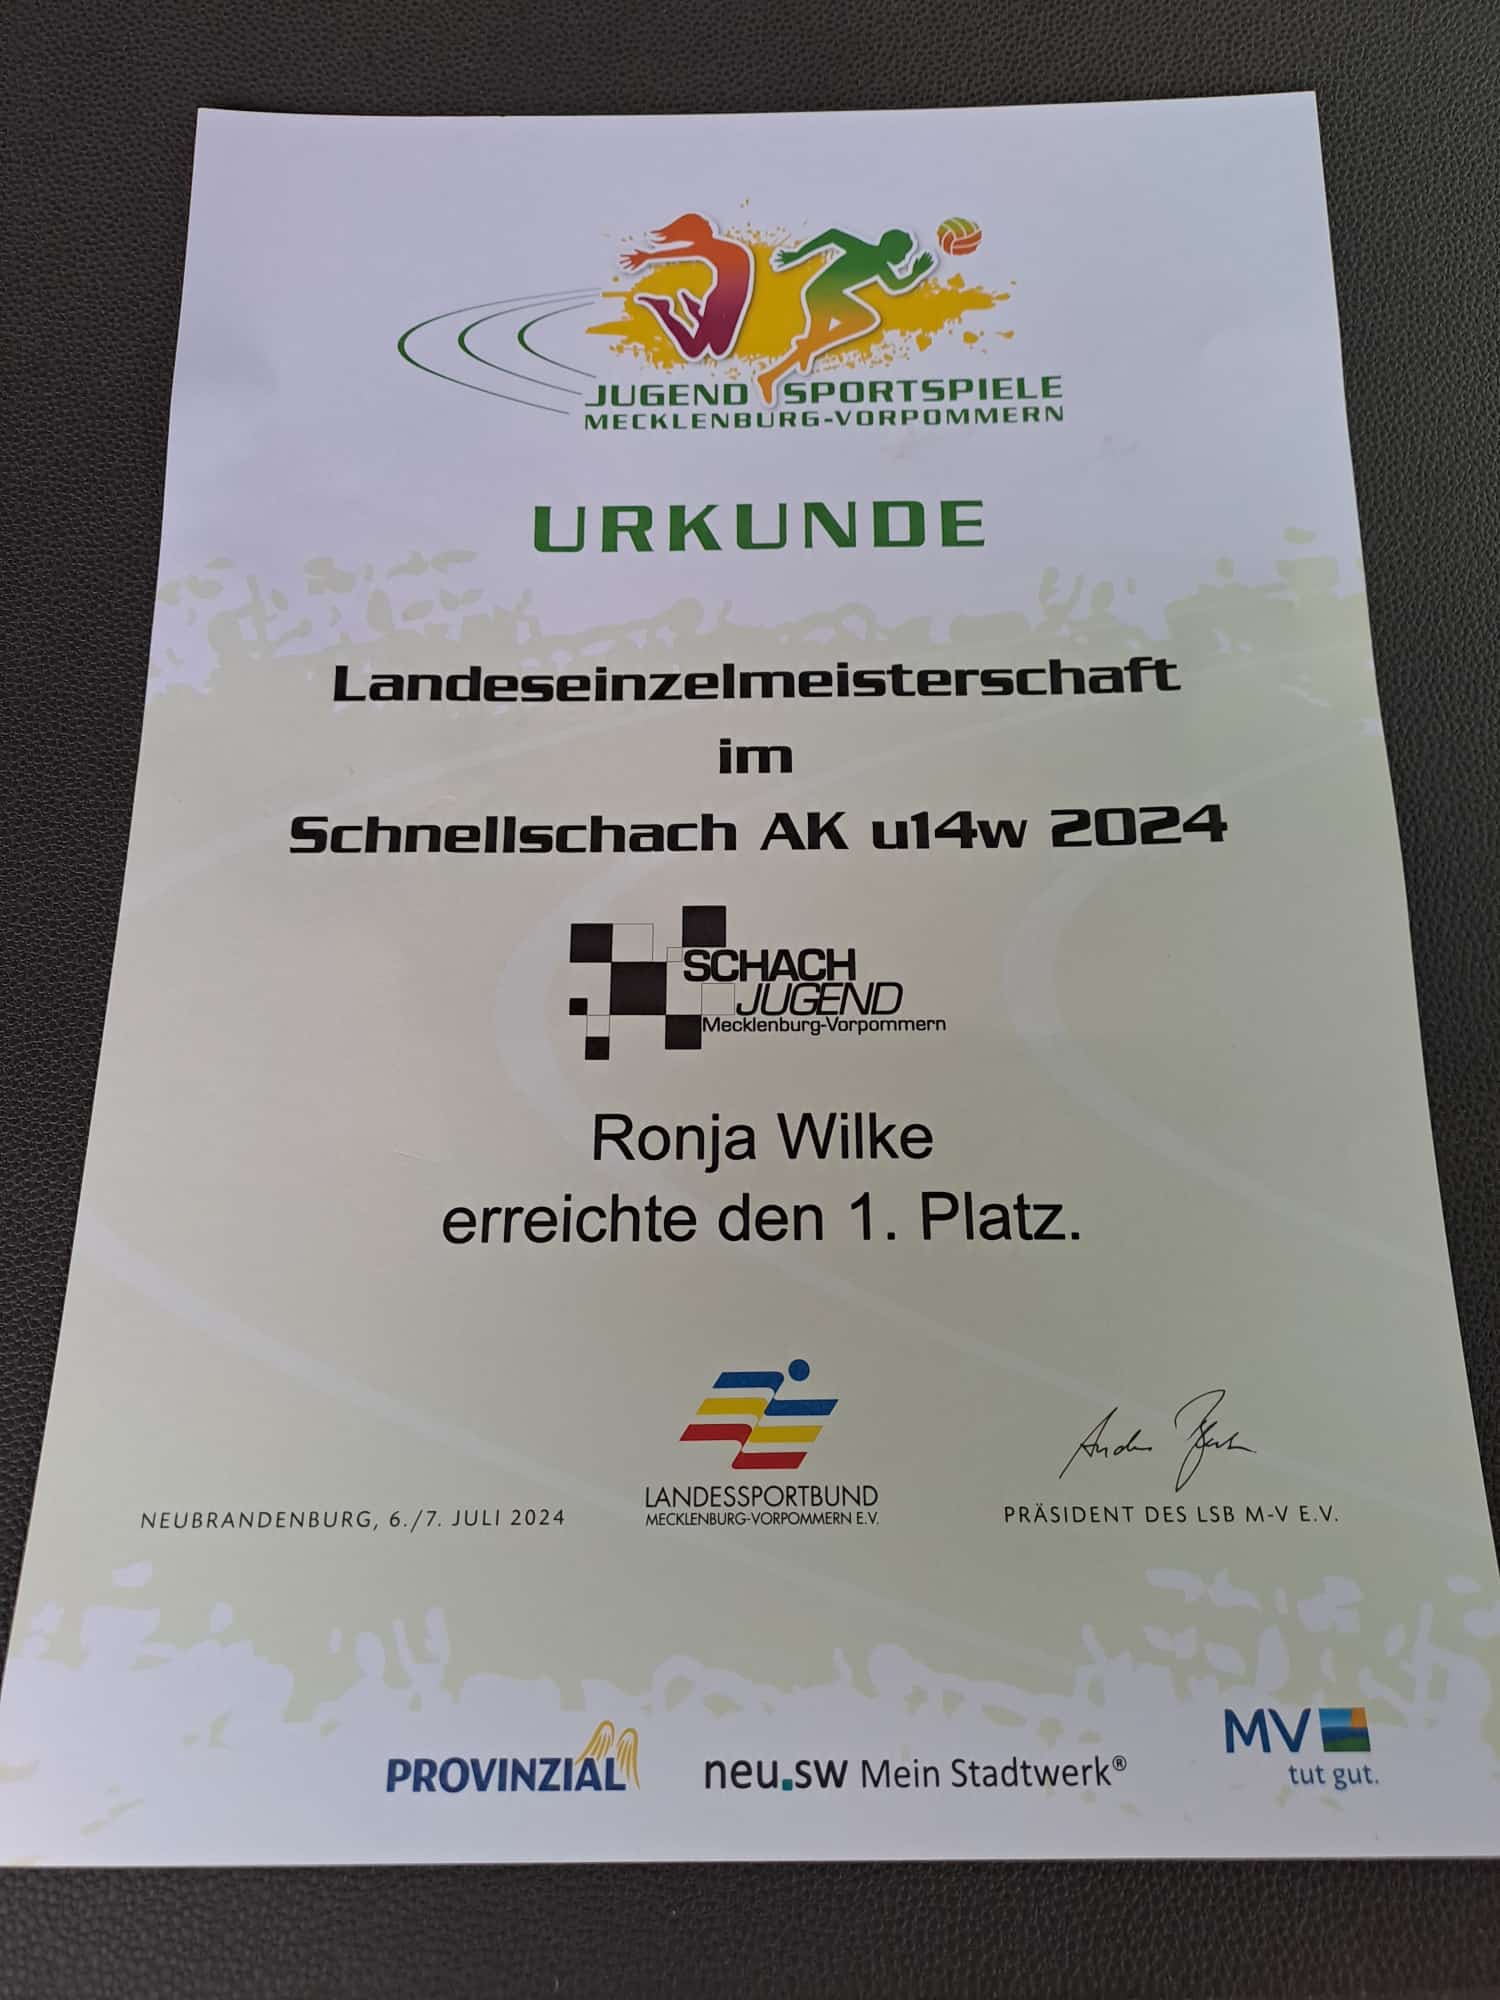 JUGEND SPORTSPIELE
MECKLENBURG-VORPOMMERN
URKUNDE
Landeseinzelmeisterschaft
im
Schnellschach AK u14w 2024
SCHACH
JUGEND
Mecklenburg-Vorpommern
Ronja Wilke
erreichte den 1. Platz.
LANDESSPORTBUND
MECKLENBURG-VORPOMMERN E.V.
NEUBRANDENBURG, 6./7. JULI 2024
PRÄSIDENT DES LSB M-V E.V.
PROVINZIAL
neu.sw Mein Stadtwerk®
MV
tut gut.